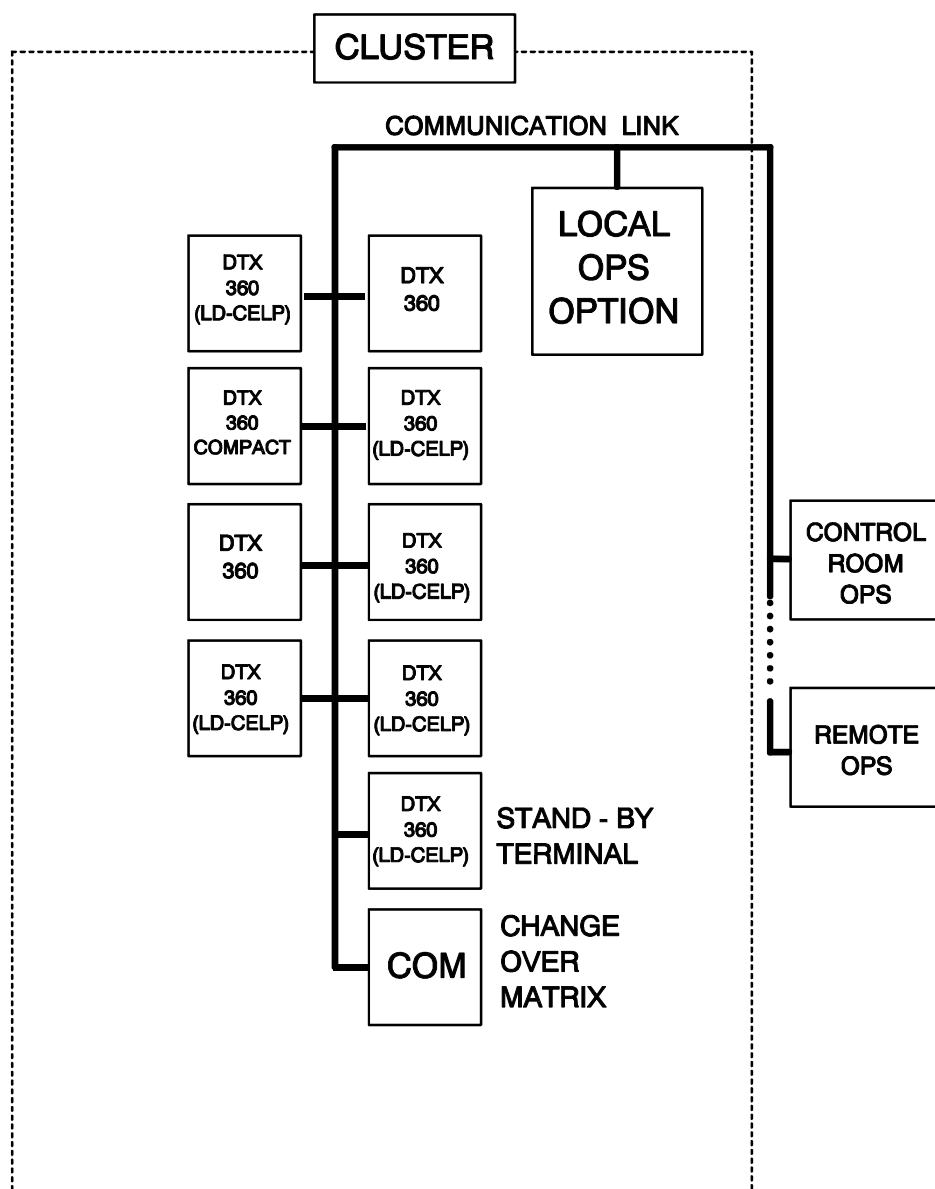 CLUSTER
COMMUNICATION LINK
LOCAL
OPS
OPTION
DTX
360
(LD-CELP)
DTX
360
DTX
360
COMPACT
DTX
360
(LD-CELP)
DTX
360
DTX
360
(LD-CELP)
DTX
360
(LD-CELP)
DTX
360
(LD-CELP)
DTX
360
(LD-CELP)
STAND - BY
TERMINAL
COM
CHANGE
OVER
MATRIX
CONTROL
ROOM
OPS
REMOTE
OPS